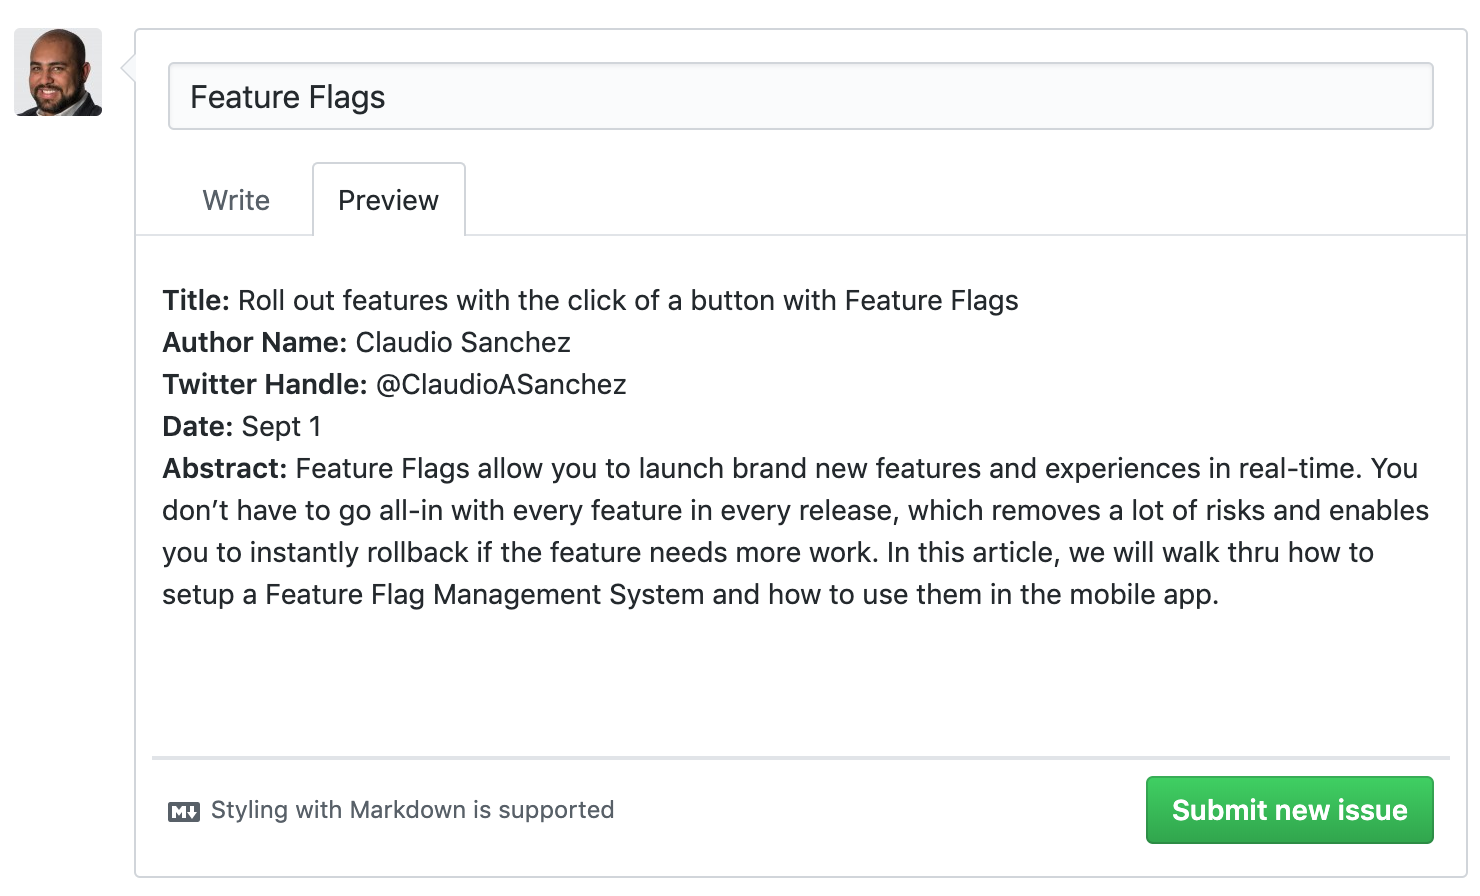 Feature Flags
Write
Preview
Title: Roll out features with the click of a button with Feature Flags
Author Name: Claudio Sanchez
Twitter Handle: @ClaudioASanchez
Date: Sept 1
Abstract: Feature Flags allow you to launch brand new features and experiences in real-time. You
don’t have to go all-in with every feature in every release, which removes a lot of risks and enables
you to instantly rollback if the feature needs more work. In this article, we will walk thru how to
setup a Feature Flag Management System and how to use them in the mobile app.
M Styling with Markdown is supported
Submit new issue